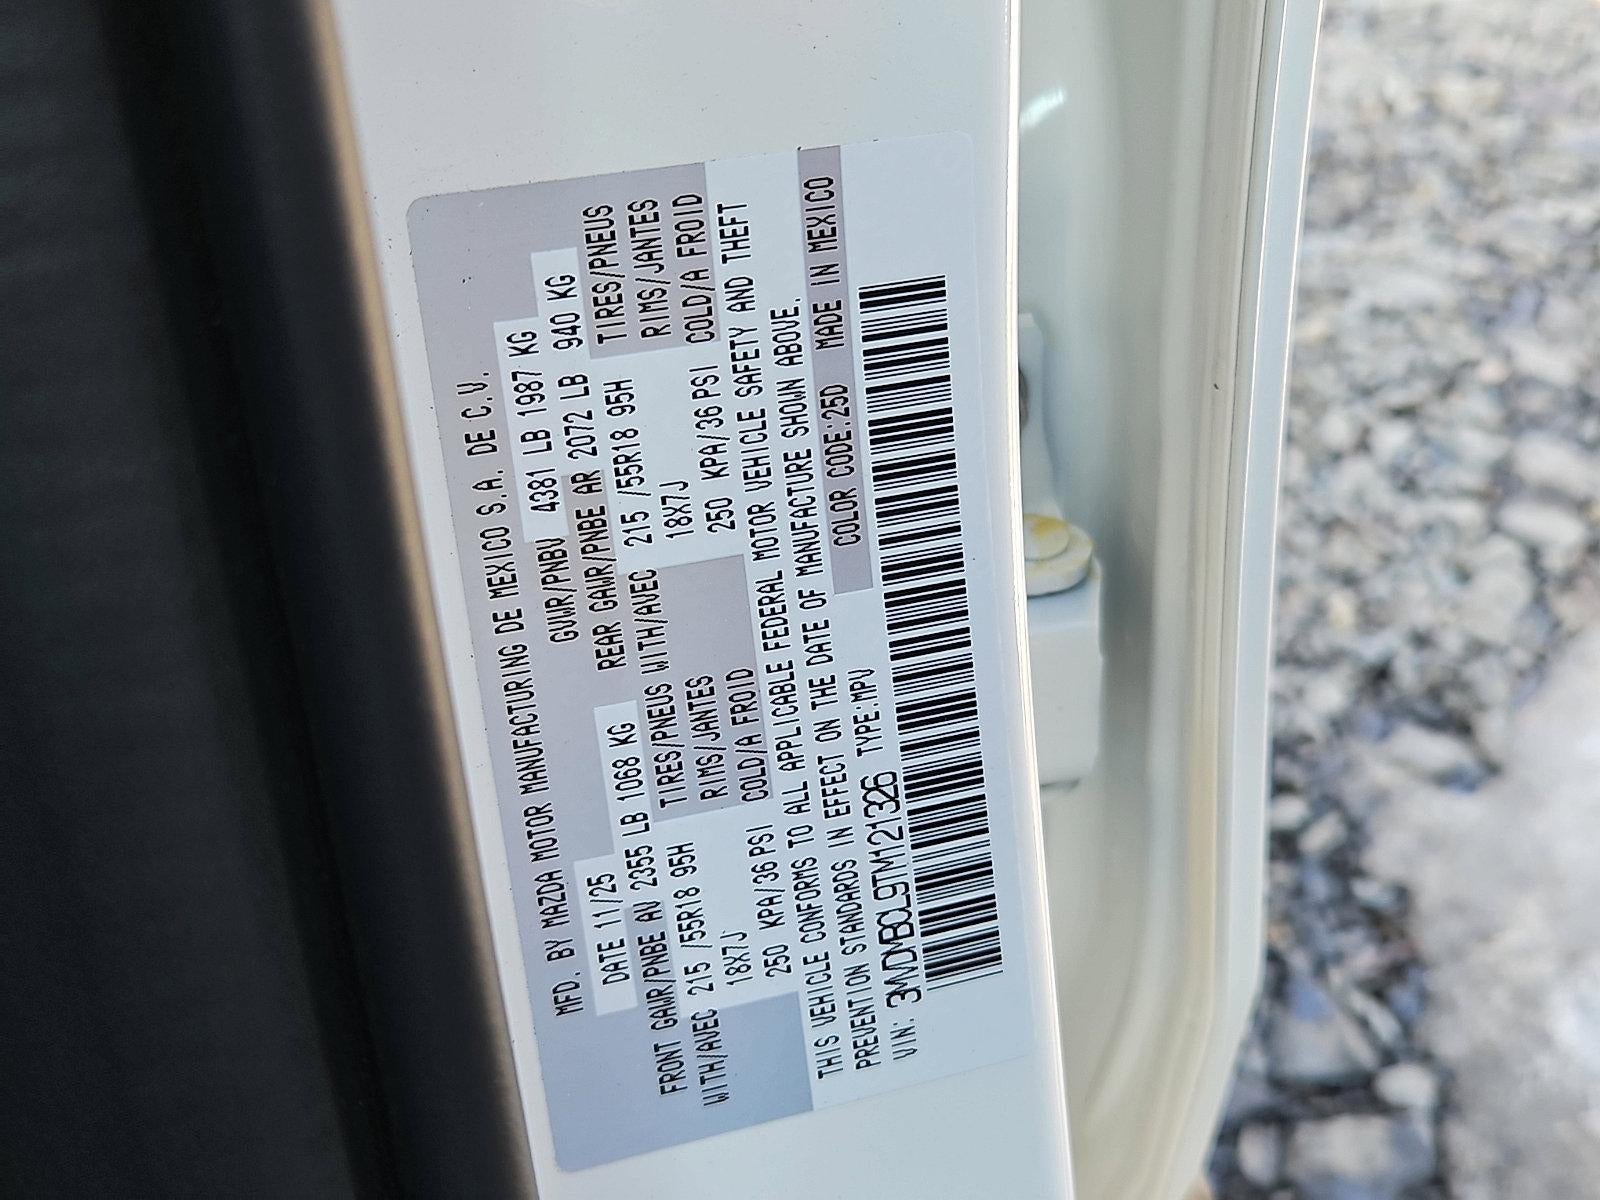 MFD. BY MAZDA MOTOR MANUFACTURING DE MEXICO S.A. DE C.V.
DATE 11/25 GVWR/PNBV 4381 LB 1987 KG
FRONT GAWR/PNBE AV 2355 LB 1068 KG REAR GAWR/PNBE AR 2072 LB 940 KG
WITH/AVEC 215 /55R18 95H TIRES/PNEUS WITH/AVEC 215 /55R18 95H TIRES/PNEUS
18X7J RIMS/JANTES 18X7J RIMS/JANTES
250 KPA/36 PSI COLD/A FROID 250 KPA/36 PSI COLD/A FROID
THIS VEHICLE CONFORMS TO ALL APPLICABLE FEDERAL MOTOR VEHICLE SAFETY AND THEFT
PREVENTION STANDARDS IN EFFECT ON THE DATE OF MANUFACTURE SHOWN ABOVE.
VIN: 3MVDMBCL9TM121326 TYPE:MPV COLOR CODE:25D MADE IN MEXICO